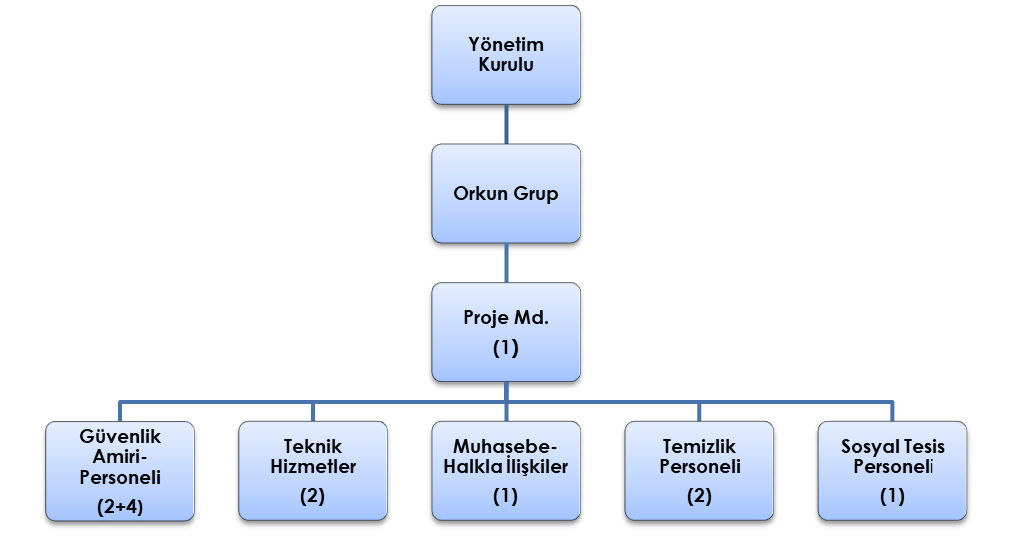 Yönetim
Kurulu
Orkun Grup
Proje Md.
(1)
Güvenlik
Amiri-
Personeli
(2+4)
Teknik
Hizmetler
(2)
Muhasebe-
Halkla İlişkiler
(1)
Temizlik
Personeli
(2)
Sosyal Tesis
Personeli
(1)